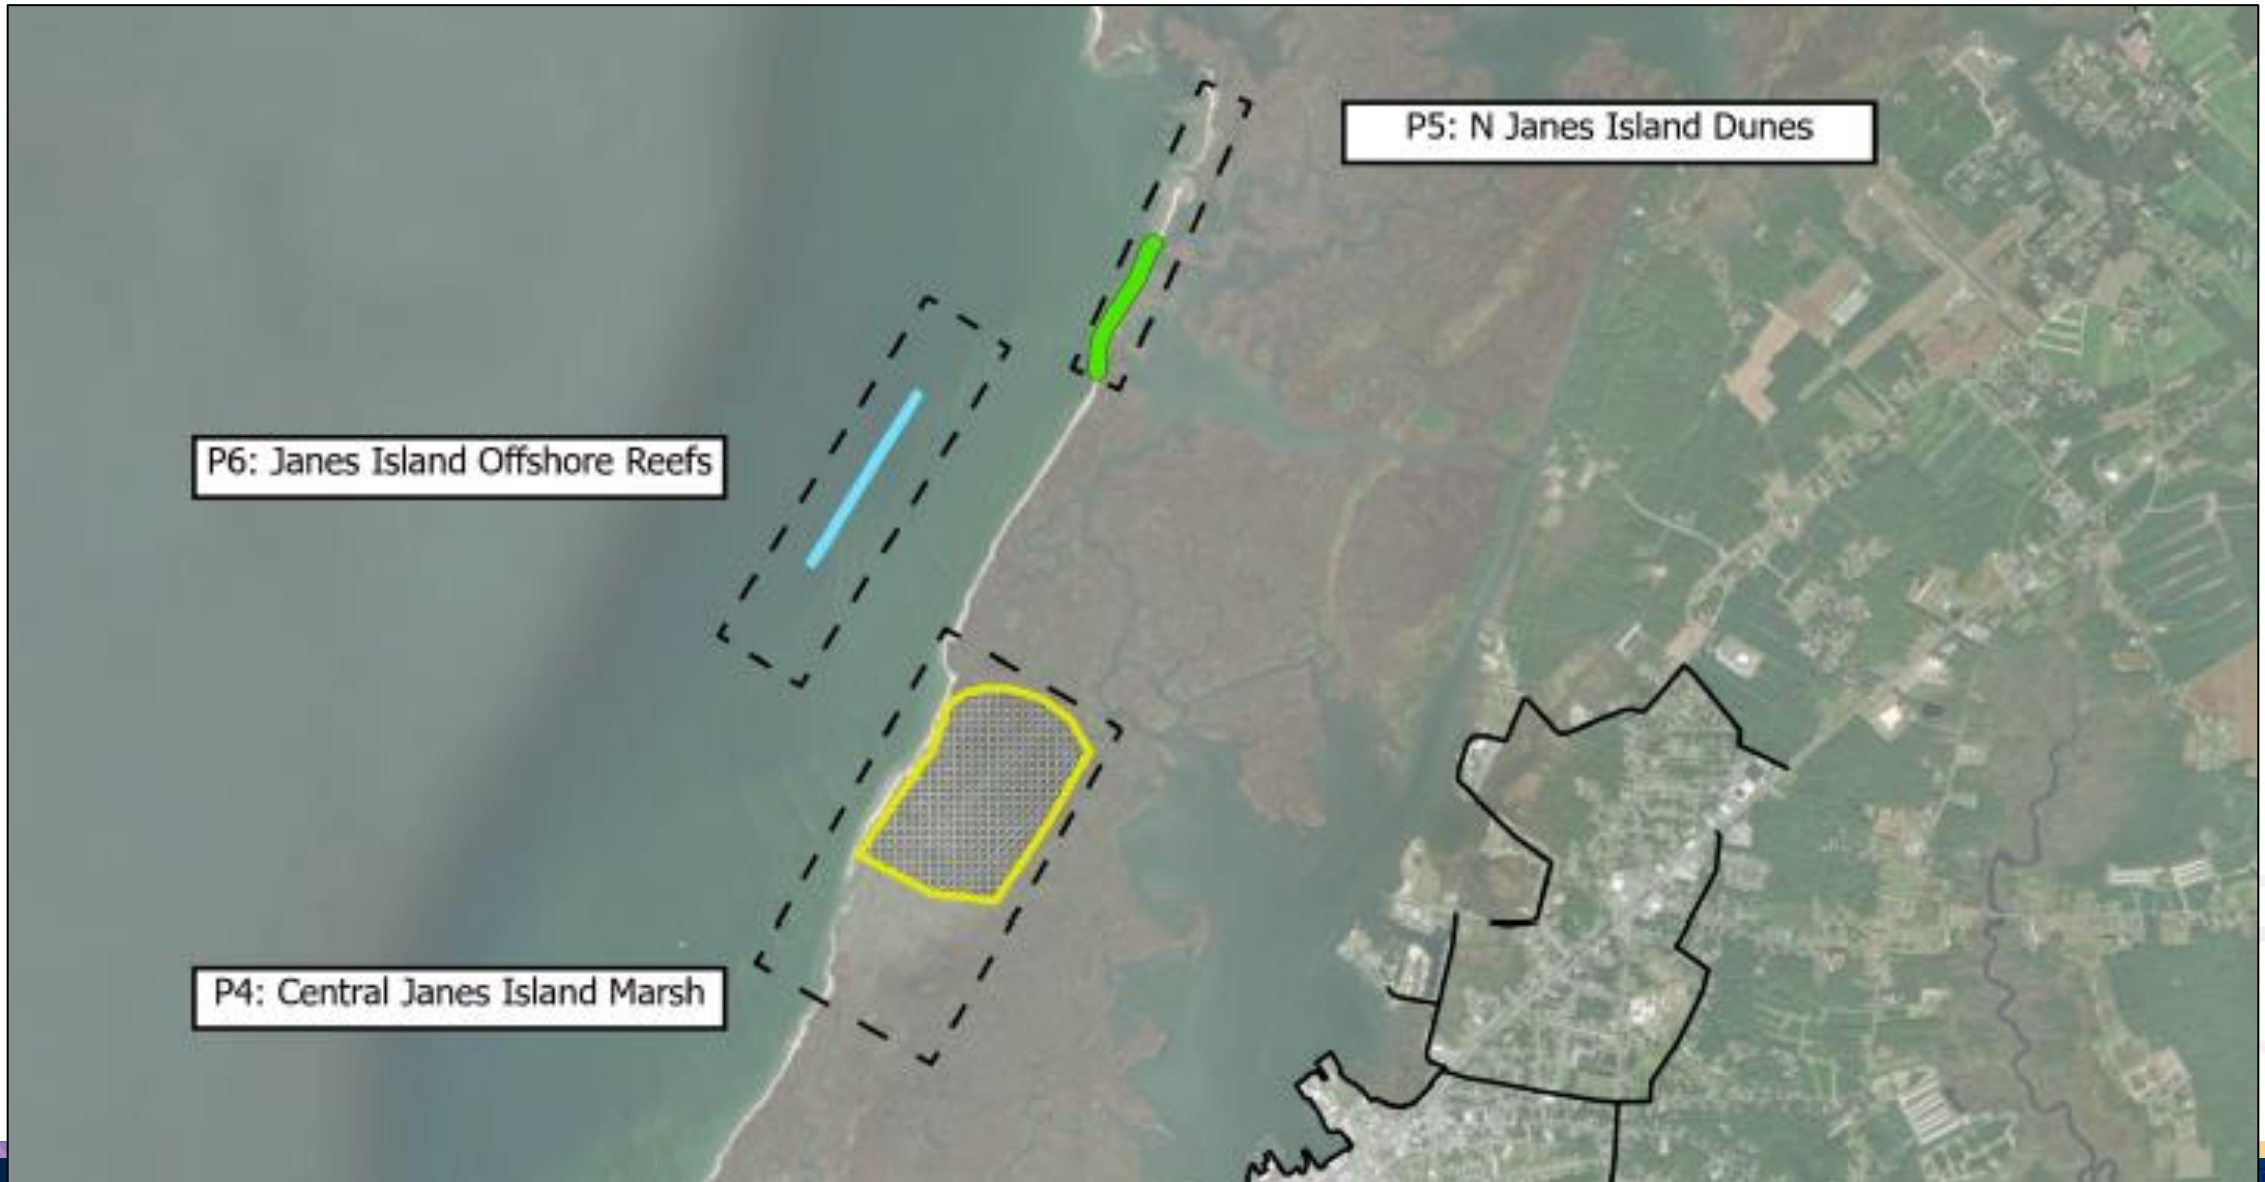 P5: N Janes Island Dunes
P6: Janes Island Offshore Reefs
P4: Central Janes Island Marsh